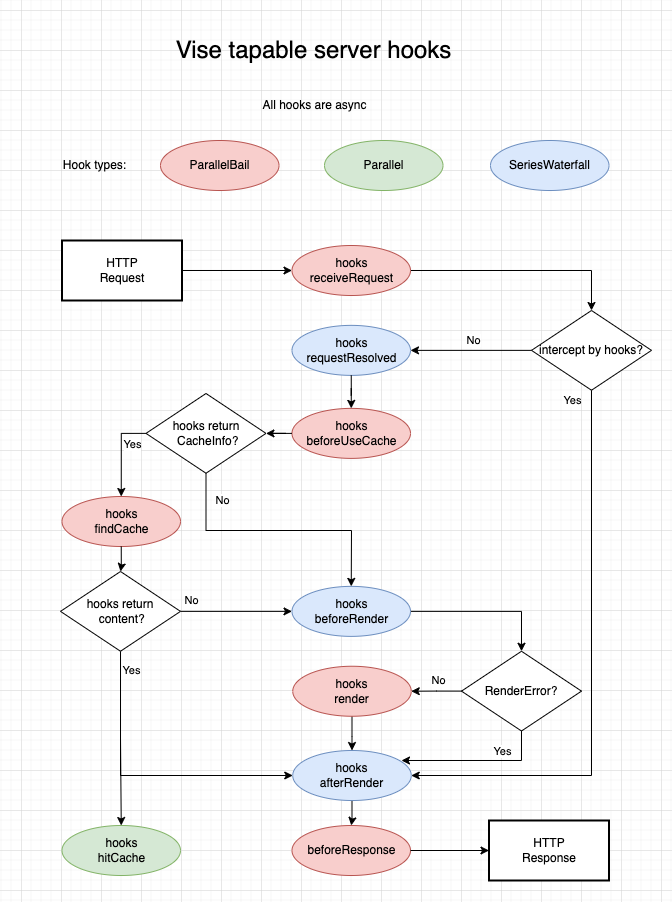 Vise tapable server hooks
All hooks are async
Hook types:
ParallelBail
Parallel
SeriesWaterfall
HTTP
Request
hooks
receiveRequest
intercept by hooks?
No
hooks
requestResolved
Yes
hooks
beforeUseCache
hooks return
CacheInfo?
Yes
No
hooks
findCache
hooks return
content?
No
hooks
beforeRender
Yes
RenderError?
No
hooks
render
Yes
hooks
afterRender
hooks
hitCache
beforeResponse
HTTP
Response